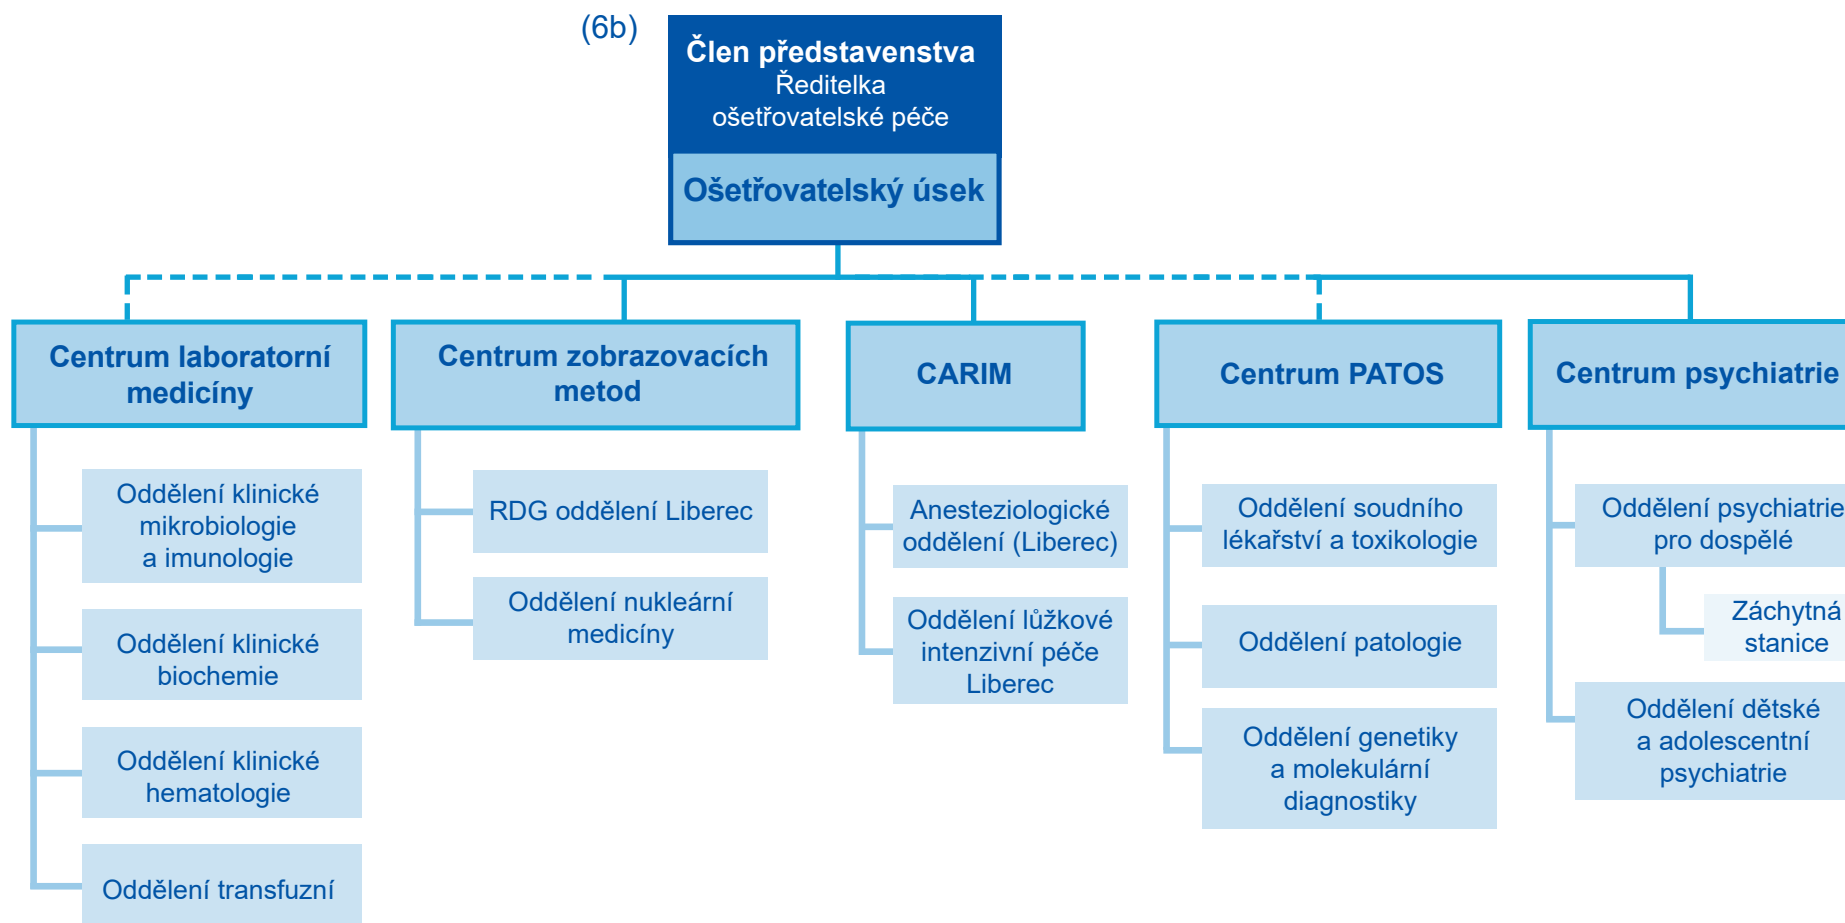 (6b)
Člen představenstva
Ředitelka
ošetřovatelské péče
Ošetřovatelský úsek
Centrum laboratorní
medicíny
Oddělení klinické
mikrobiologie
a imunologie
Oddělení klinické
biochemie
Oddělení klinické
hematologie
Oddělení transfuzní
Centrum zobrazovacích
metod
RDG oddělení Liberec
Oddělení nukleární
medicíny
CARIM
Anesteziologické
oddělení (Liberec)
Oddělení lůžkové
intenzivní péče
Liberec
Centrum PATOS
Oddělení soudního
lékařství a toxikologie
Oddělení patologie
Oddělení genetiky
a molekulární
diagnostiky
Centrum psychiatrie
Oddělení psychiatrie
pro dospělé
Záchytná
stanice
Oddělení dětské
a adolescentní
psychiatrie